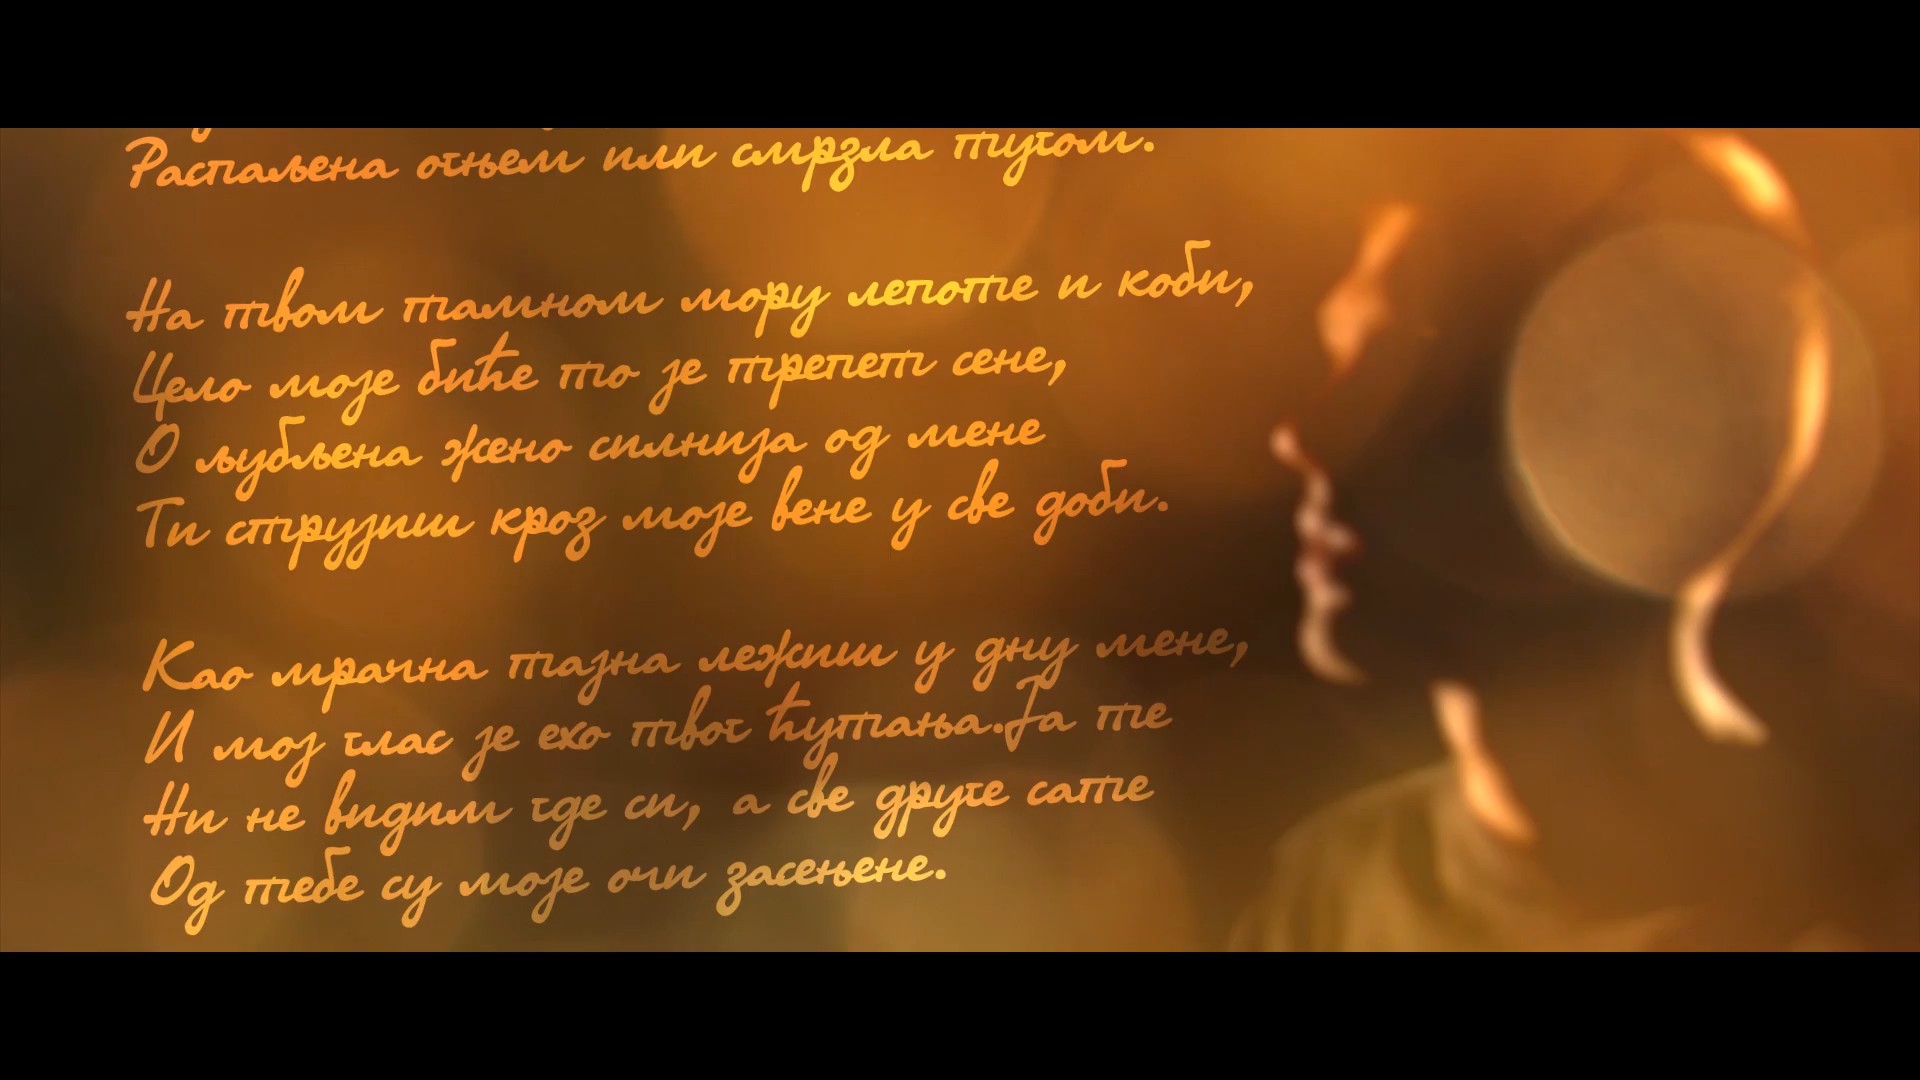 Распаљена огњем или смрзла тугом.
На твом тамном мору лепоте и коби,
Цело моје биће то је трепет сене,
О љубљена жено силнија од мене
Ти струјиш кроз моје вене у све доби.
Као мрачна тајна лежиш у дну мене,
И мој глас је ехо твог ћутања.Ја те
Ни не видим где си, а све друге сате
Од тебе су моје очи засењене.